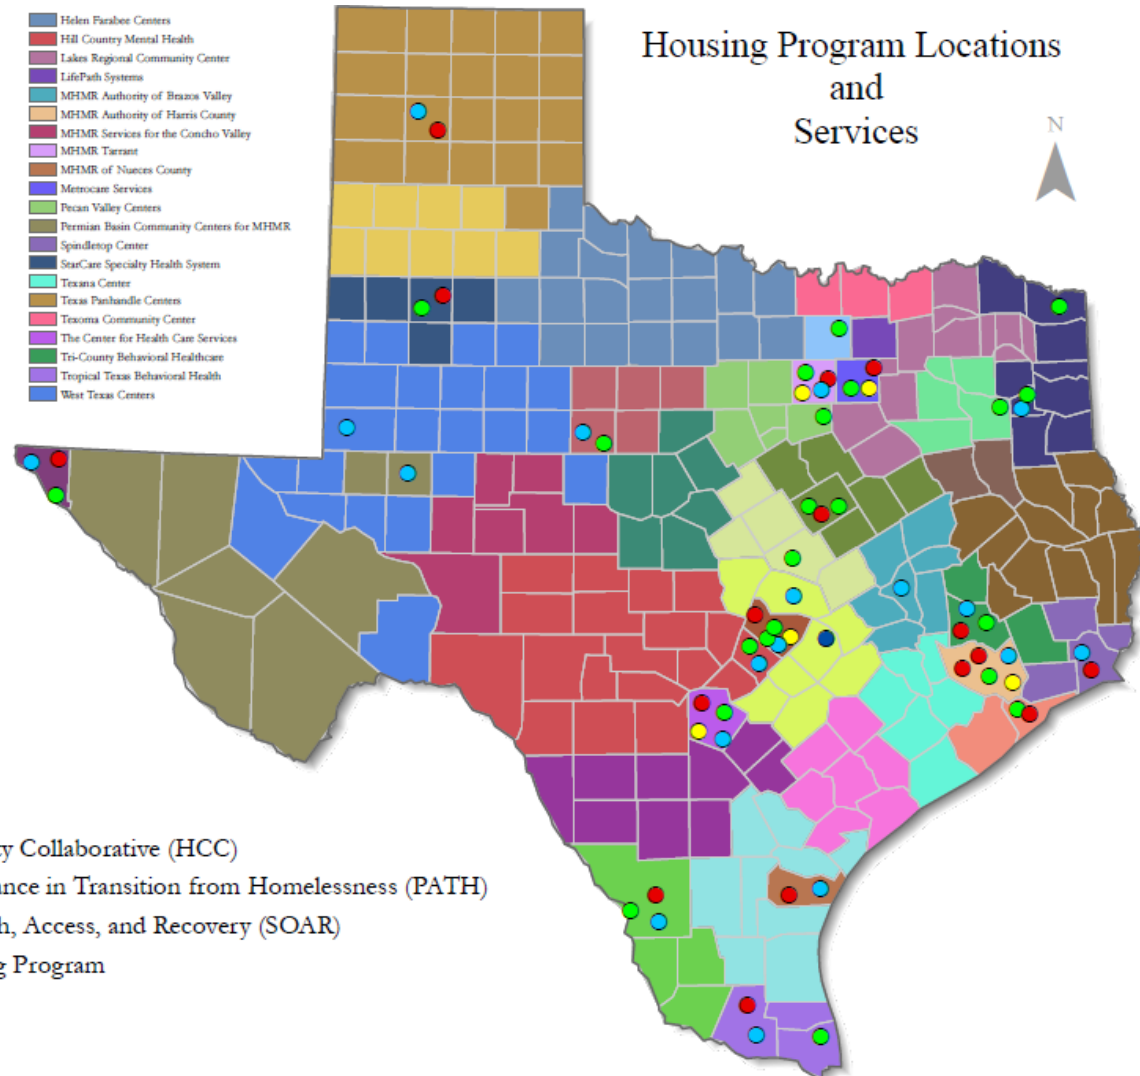 Helen Farabee Centers
Hill Country Mental Health
Lakes Regional Community Center
LifePath Systems
MHMR Authority of Brazos Valley
MHMR Authority of Harris County
MHMR Services for the Concho Valley
MHMR Tarrant
MHMR of Nueces County
Metrocare Services
Pecan Valley Centers
Permian Basin Community Centers for MHMR
Spindletop Center
StarCare Specialty Health System
Texana Center
Texas Panhandle Centers
Texoma Community Center
The Center for Health Care Services
Tri-County Behavioral Healthcare
Tropical Texas Behavioral Health
West Texas Centers
Housing Program Locations
and
Services
N
ty Collaborative (HCC)
ance in Transition from Homelessness (PATH)
h, Access, and Recovery (SOAR)
g Program